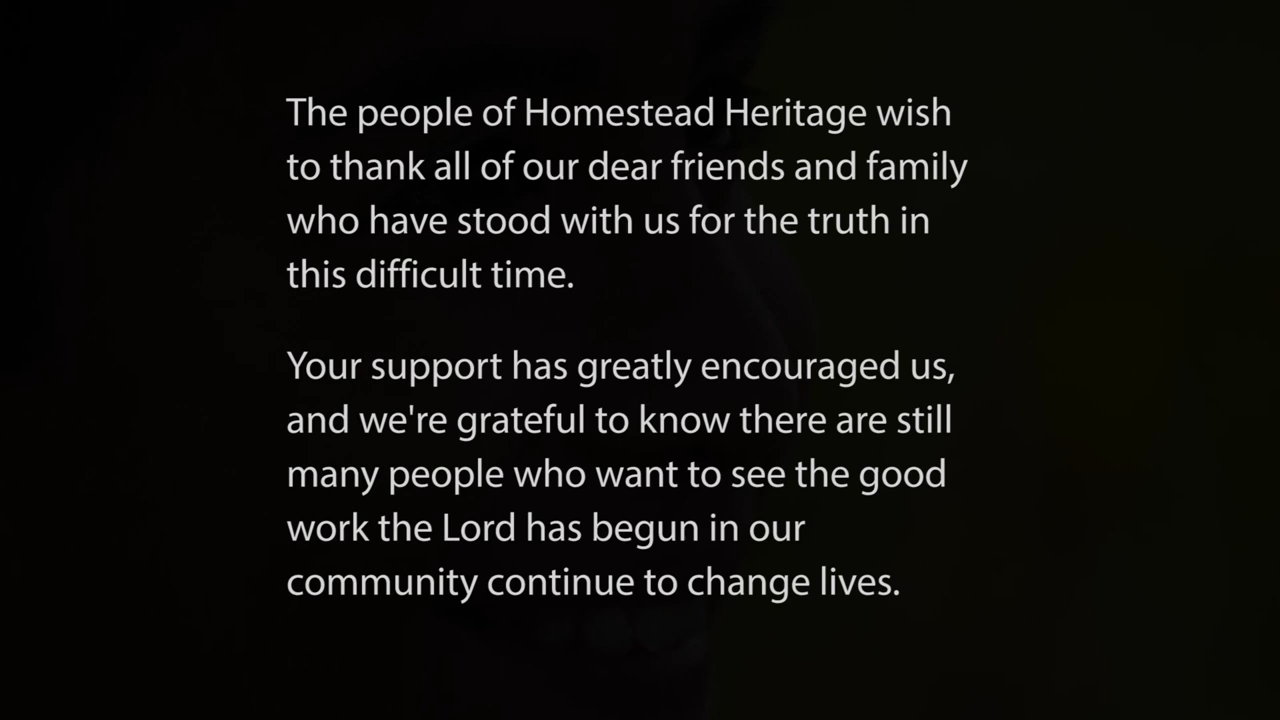 The people of Homestead Heritage wish
to thank all of our dear friends and family
who have stood with us for the truth in
this difficult time.
Your support has greatly encouraged us,
and we're grateful to know there are still
many people who want to see the good
work the Lord has begun in our
community continue to change lives.